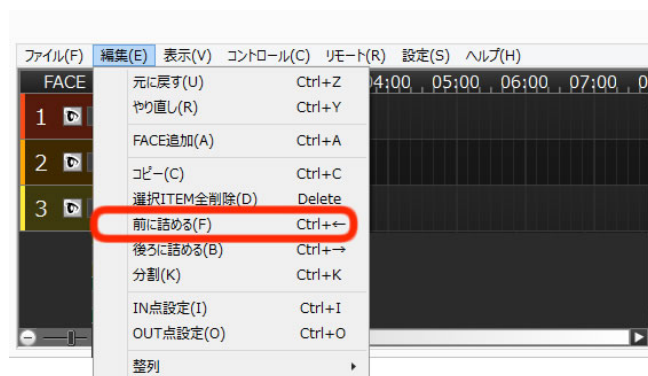 ファイル(F) 編集(E) 表示(V) コントロール(C) リモート(R) 設定(S) ヘルプ(H)
FACE 04:00 05:00 06:00 07:00
元に戻す(U) Ctrl+Z
やり直し(R) Ctrl+Y
1
FACE追加(A) Ctrl+A
2
コピー(C) Ctrl+C
選択ITEM全削除(D) Delete
3
前に詰める(F) Ctrl+←
後ろに詰める(B) Ctrl+→
分割(K) Ctrl+K
IN点設定(I) Ctrl+I
OUT点設定(O) Ctrl+O
整列